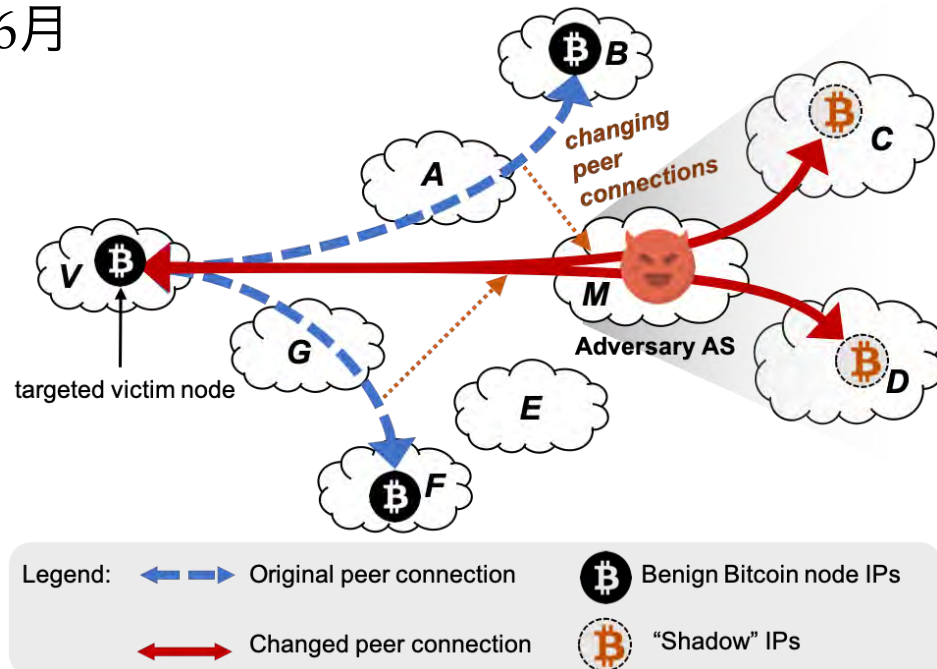 6月
B
C
changing
peer
connections
A
V
M
G
Adversary AS
D
targeted victim node
E
F
Legend:
Original peer connection
Benign Bitcoin node IPs
Changed peer connection
“Shadow” IPs